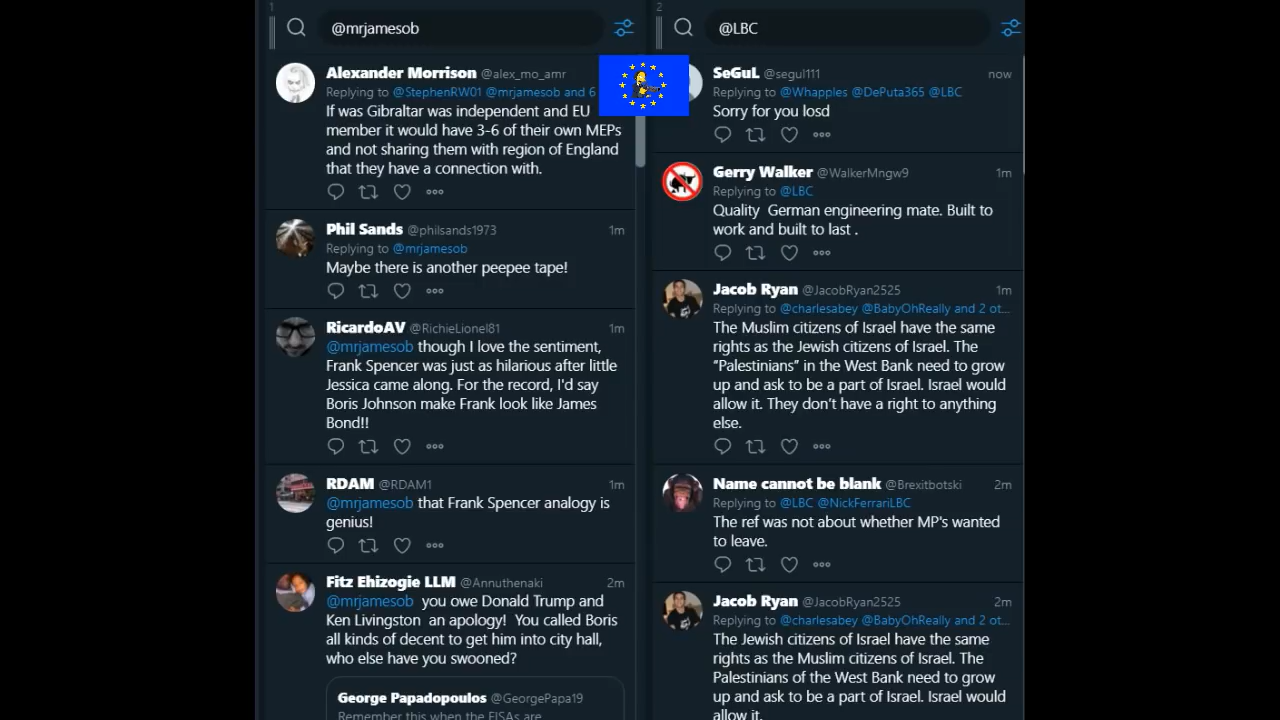 1
@mrjamesob
Alexander Morrison @alex_mo_amr
Replying to @StephenRW01 @mrjamesob and 6
If was Gibraltar was independent and EU
member it would have 3-6 of their own MEPs
and not sharing them with region of England
that they have a connection with.
Phil Sands @philsands1973 1m
Replying to @mrjamesob
Maybe there is another peepee tape!
RicardoAV @RichieLionel81 1m
@mrjamesob though I love the sentiment,
Frank Spencer was just as hilarious after little
Jessica came along. For the record, I'd say
Boris Johnson make Frank look like James
Bond!!
RDAM @RDAM1 1m
@mrjamesob that Frank Spencer analogy is
genius!
Fitz Ehizogie LLM @Annuthenaki 2m
@mrjamesob you owe Donald Trump and
Ken Livingston an apology! You called Boris
all kinds of decent to get him into city hall,
who else have you swooned?
George Papadopoulos @GeorgePapa19
Remember this when the FISAs are
2
@LBC
SeGuL @segul111 now
Replying to @Whapples @DePuta365 @LBC
Sorry for you losd
Gerry Walker @WalkerMngw9 1m
Replying to @LBC
Quality German engineering mate. Built to
work and built to last .
Jacob Ryan @JacobRyan2525 1m
Replying to @charlesabey @BabyOhReally and 2 ot...
The Muslim citizens of Israel have the same
rights as the Jewish citizens of Israel. The
“Palestinians” in the West Bank need to grow
up and ask to be a part of Israel. Israel would
allow it. They don’t have a right to anything
else.
Name cannot be blank @Brexitbotski 2m
Replying to @LBC @NickFerrariLBC
The ref was not about whether MP's wanted
to leave.
Jacob Ryan @JacobRyan2525 2m
Replying to @charlesabey @BabyOhReally and 2 ot...
The Jewish citizens of Israel have the same
rights as the Muslim citizens of Israel. The
Palestinians of the West Bank need to grow
up and ask to be a part of Israel. Israel would
allow it.